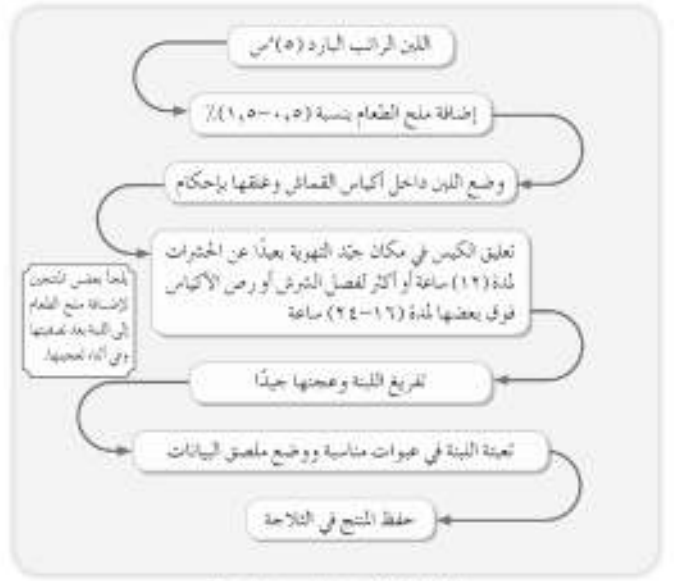 اللبن الرائب البارد (٥)°س
إضافة ملح الطعام بنسبة (٠,٥-١,٥)٪
وضع اللبن داخل أكياس القماش وغلقها بإحكام
تعليق الكيس في مكان جيّد التهوية بعيدًا عن الحشرات
لمدة (١٢) ساعة أو أكثر لفصل الشرش أو رص الأكياس
فوق بعضها لمدة (١٦-٢٤) ساعة
يلجأ بعض المنتجين
لإضافة ملح الطعام
إلى اللبنة بعد تصفيتها
وفي أثناء تعجينها.
تفريغ اللبنة وعجنها جيدًا
تعبئة اللبنة في عبوات مناسبة ووضع ملصق البيانات
حفظ المنتج في الثلاجة